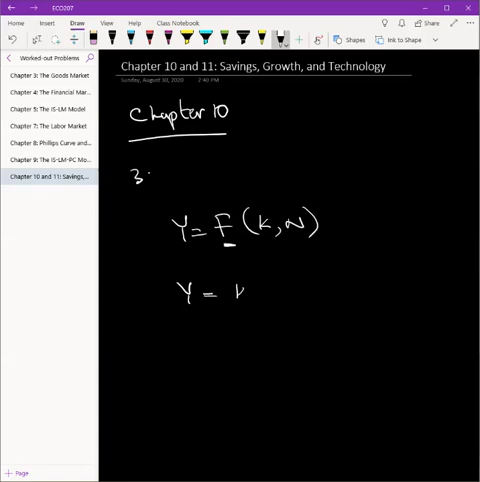 ECO207
Home Insert Draw View Help Class Notebook
Share
Shapes Ink to Shape
Worked-out Problems
Chapter 3: The Goods Market
Chapter 4: The Financial Mar...
Chapter 5: The IS-LM Model
Chapter 7: The Labor Market
Chapter 8: Phillips Curve and...
Chapter 9: The IS-LM-PC Mo...
Chapter 10 and 11: Savings,...
Page
Chapter 10 and 11: Savings, Growth, and Technology
Sunday, August 30, 2020 2:40 PM
Chapter 10
3.
Y = F (K, N)
Y =